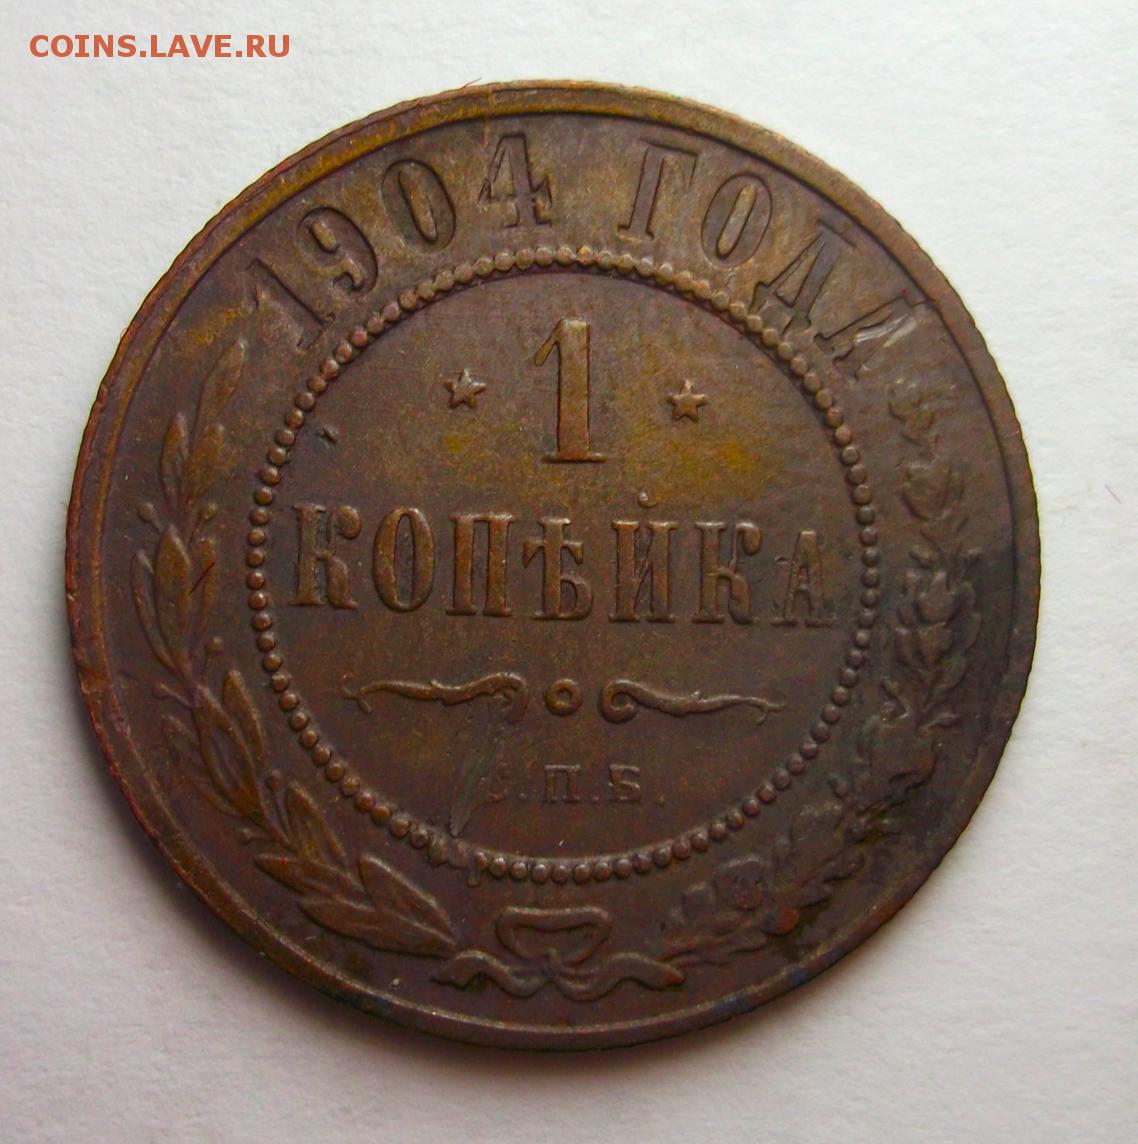 COINS.LAVE.RU
1904 ГОДА
1
КОПѢЙКА
С.П.Б.